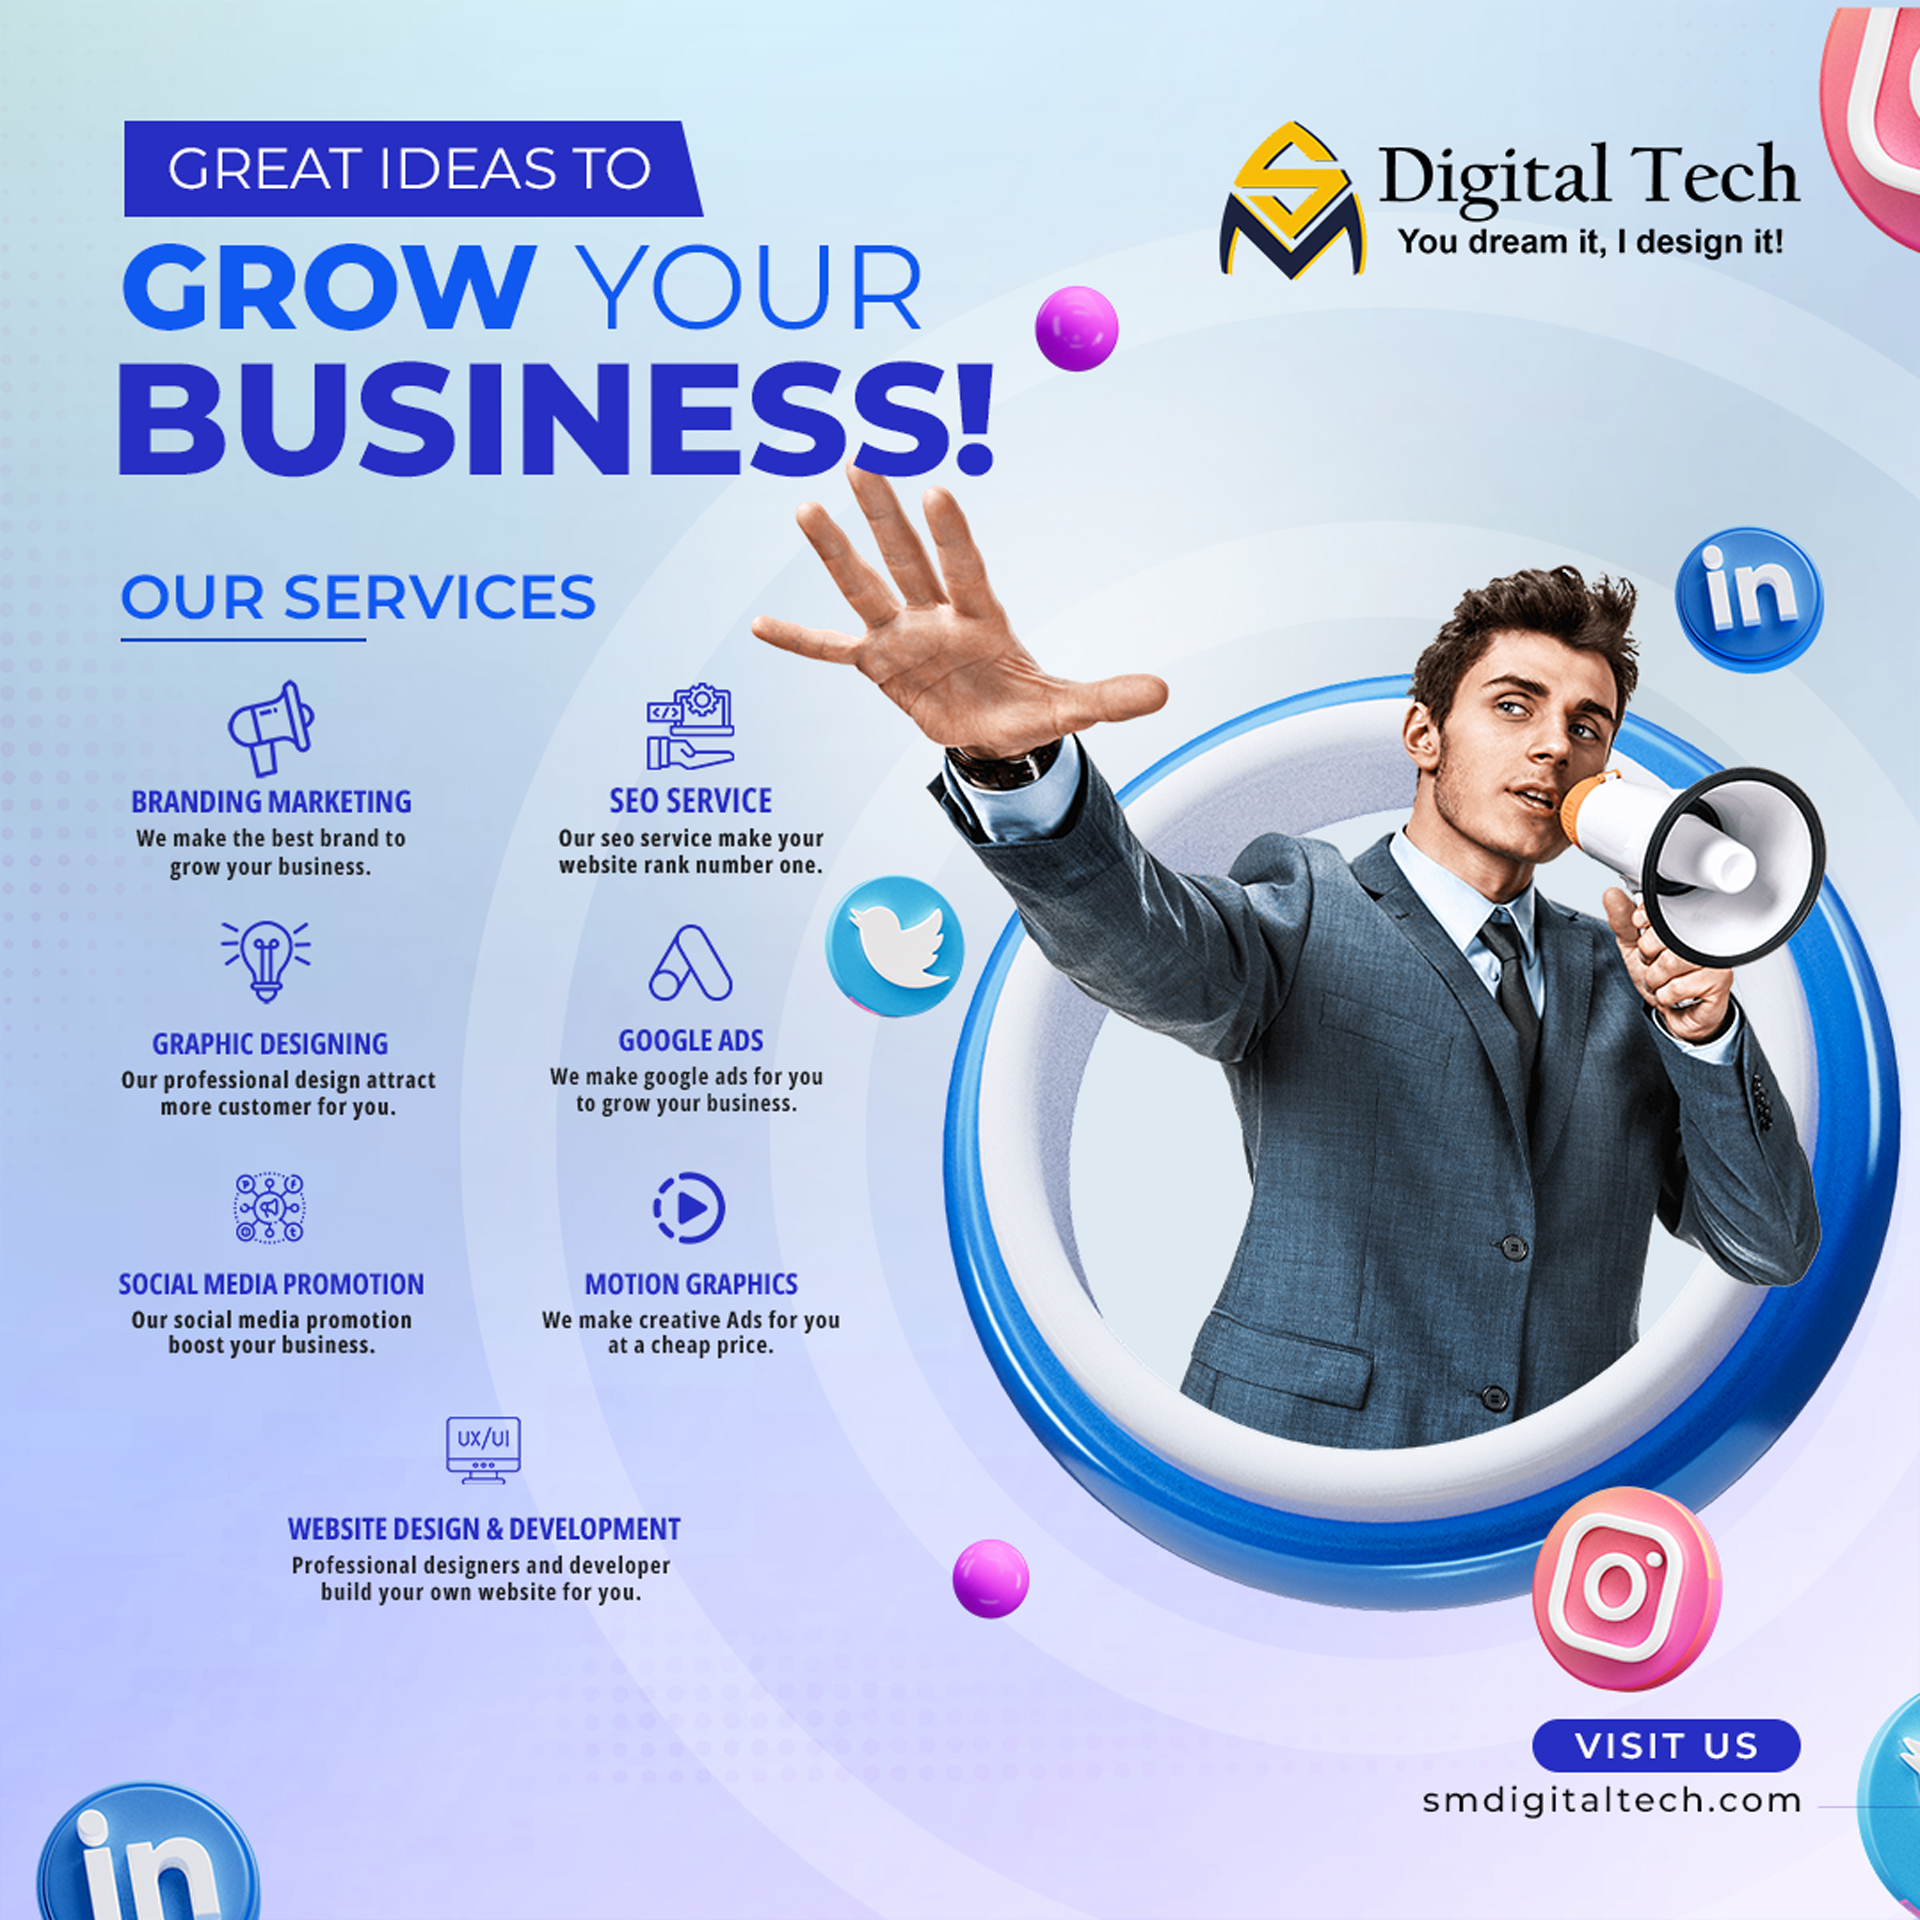 GREAT IDEAS TO
GROW YOUR
BUSINESS!
SM
Digital Tech
You dream it, I design it!
OUR SERVICES
BRANDING MARKETING
We make the best brand to
grow your business.
</>
SEO SERVICE
Our seo service make your
website rank number one.
GRAPHIC DESIGNING
Our professional design attract
more customer for you.
GOOGLE ADS
We make google ads for you
to grow your business.
SOCIAL MEDIA PROMOTION
Our social media promotion
boost your business.
MOTION GRAPHICS
We make creative Ads for you
at a cheap price.
UX/UI
WEBSITE DESIGN & DEVELOPMENT
Professional designers and developer
build your own website for you.
in
VISIT US
smdigitaltech.com
in